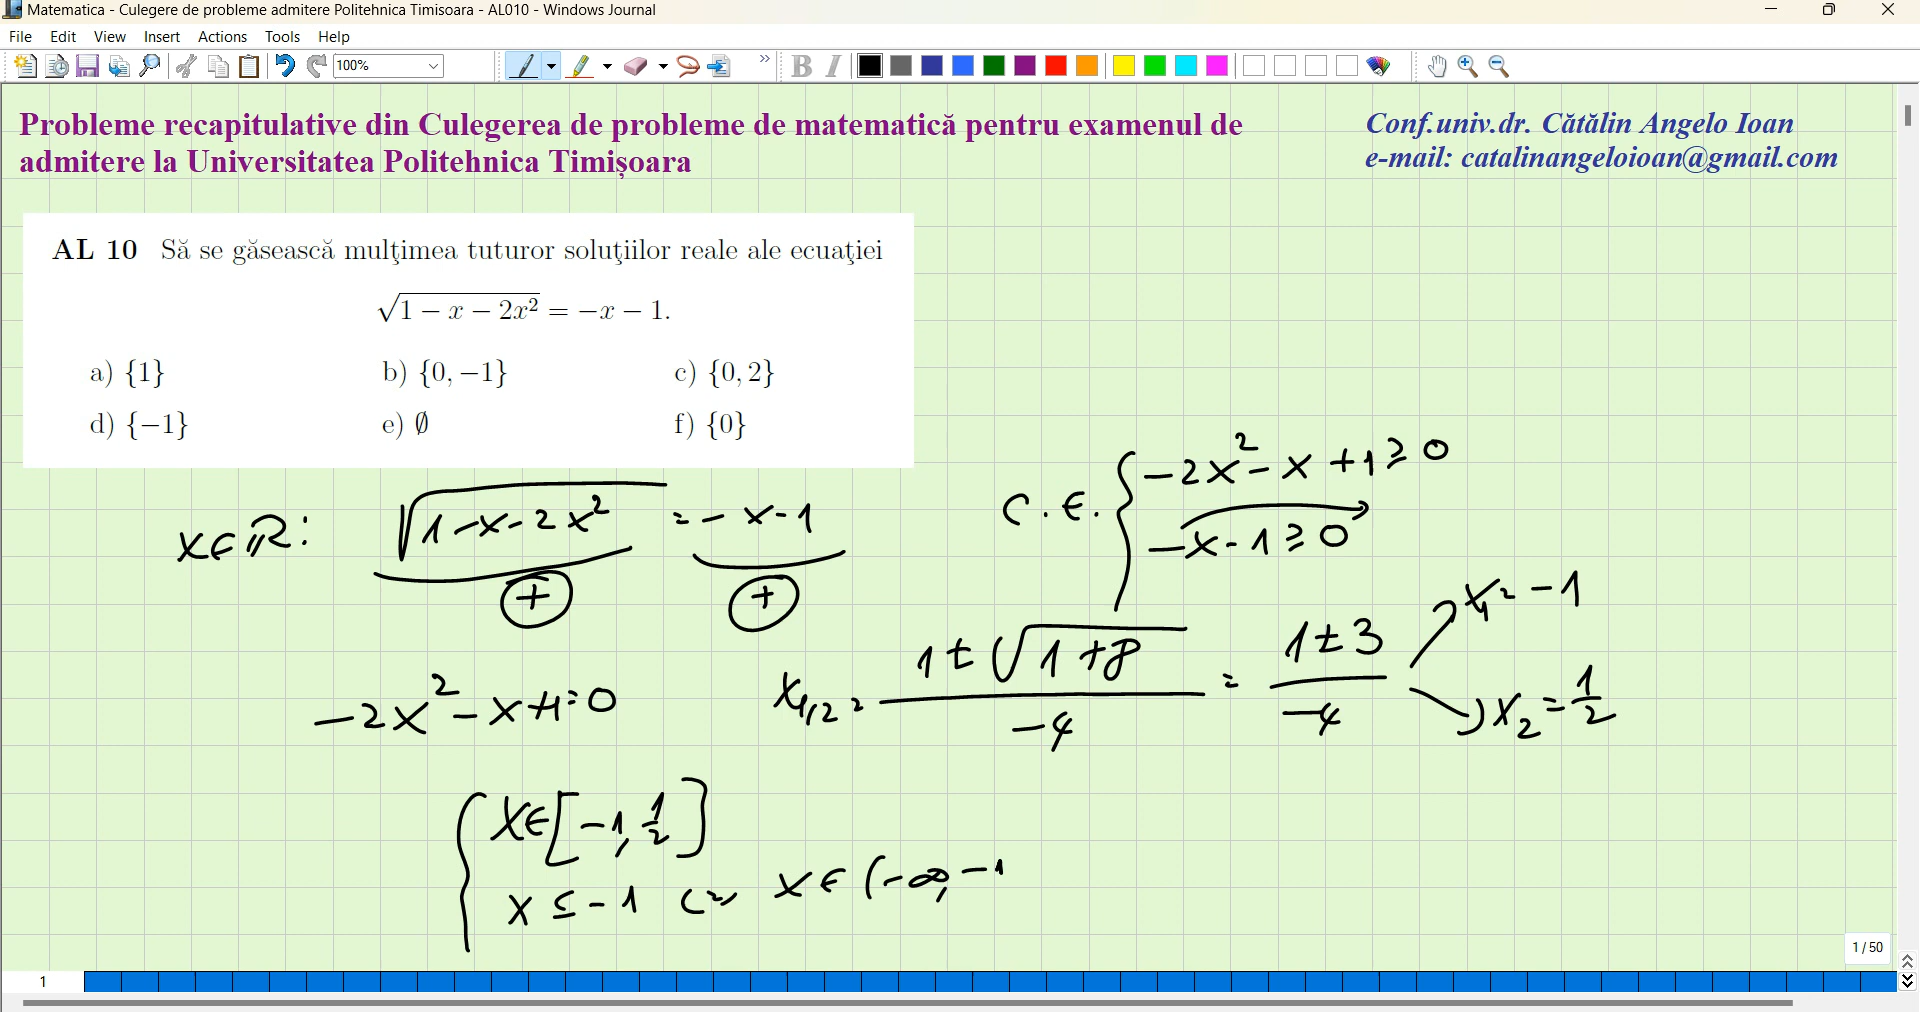 Matematica - Culegere de probleme admitere Politehnica Timisoara - AL010 - Windows Journal
File Edit View Insert Actions Tools Help
100%
Probleme recapitulative din Culegerea de probleme de matematică pentru examenul de
admitere la Universitatea Politehnica Timișoara
Conf.univ.dr. Cătălin Angelo Ioan
e-mail: catalinangeloioan@gmail.com
AL 10 Să se găsească mulţimea tuturor soluţiilor reale ale ecuaţiei
√(1 − x − 2x²) = −x − 1.
a) {1} b) {0, −1} c) {0, 2}
d) {−1} e) ∅ f) {0}
x∈ℝ: √(1-x-2x²) = -x-1
+ +
C.E. { -2x²-x+1≥0
-x-1≥0
-2x²-x+1=0
x₁,₂ = (1±√(1+8))/(-4) = (1±3)/(-4)
x₁=-1
x₂=1/2
{ x∈[-1,1/2]
x≤-1 ⇔ x∈(-∞,-1
1 / 50
1